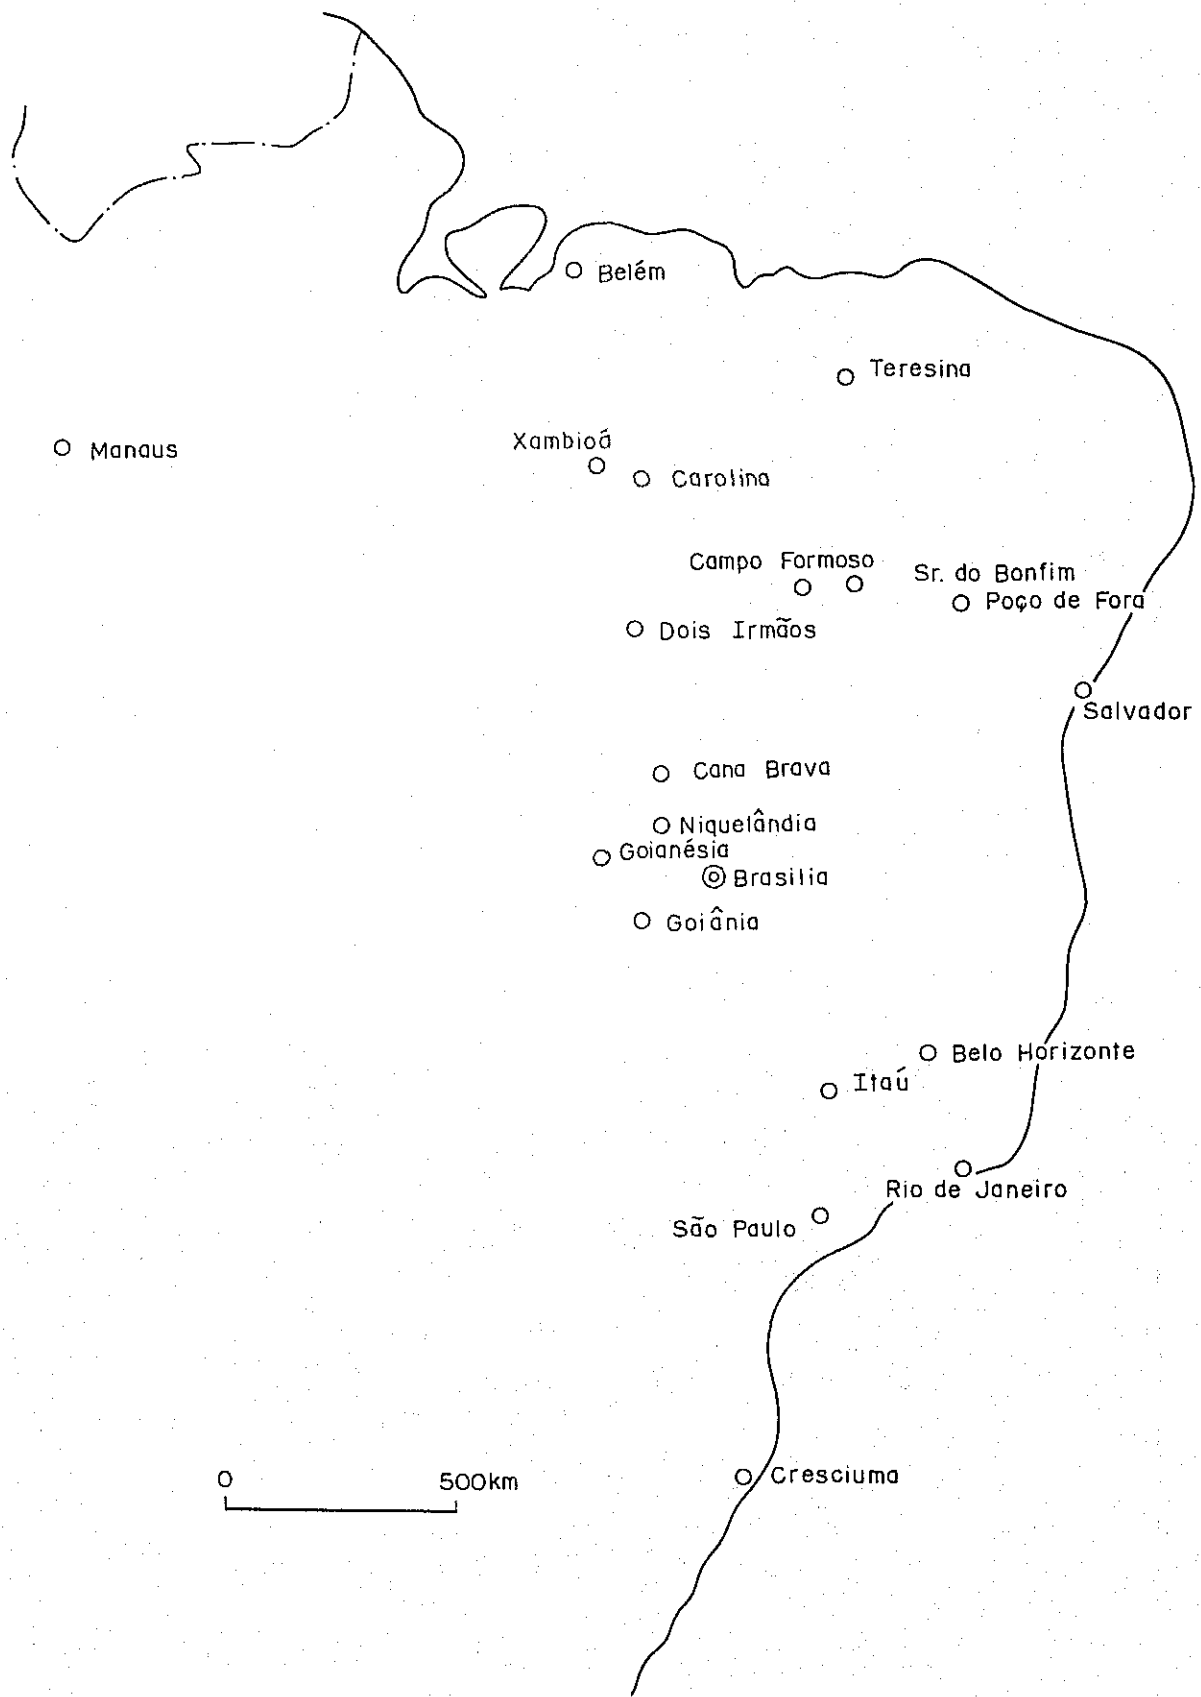 Belém
Teresina
Manaus
Xambioá
Carolina
Campo Formoso
Sr. do Bonfim
Poço de Fora
Dois Irmãos
Salvador
Cana Brava
Niquelândia
Goianésia
Brasilia
Goiânia
Belo Horizonte
Itaú
Rio de Janeiro
São Paulo
Cresciuma
0 500km